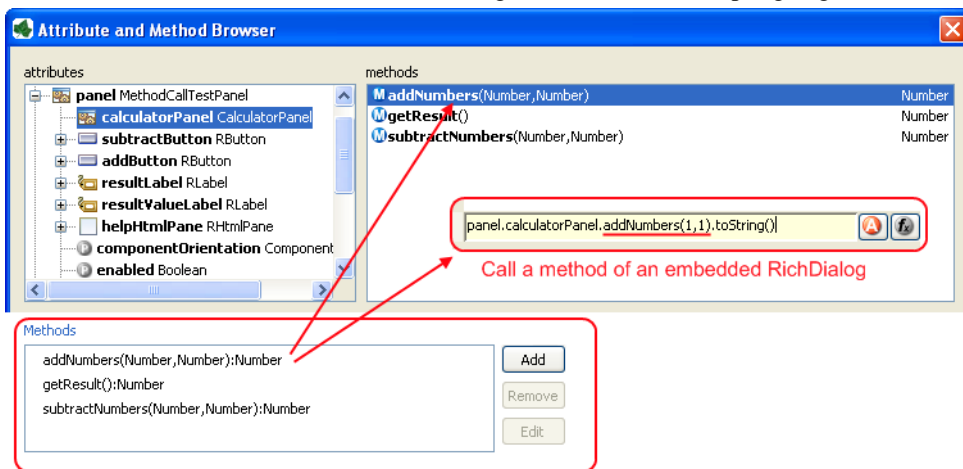 Attribute and Method Browser
attributes
methods
panel MethodCallTestPanel
calculatorPanel CalculatorPanel
subtractButton RButton
addButton RButton
resultLabel RLabel
resultValueLabel RLabel
helpHtmlPane RHtmlPane
componentOrientation Component
enabled Boolean
M addNumbers(Number,Number) Number
M getResult() Number
M subtractNumbers(Number,Number) Number
panel.calculatorPanel.addNumbers(1,1).toString()
A fx
Call a method of an embedded RichDialog
Methods
addNumbers(Number,Number):Number
getResult():Number
subtractNumbers(Number,Number):Number
Add
Remove
Edit